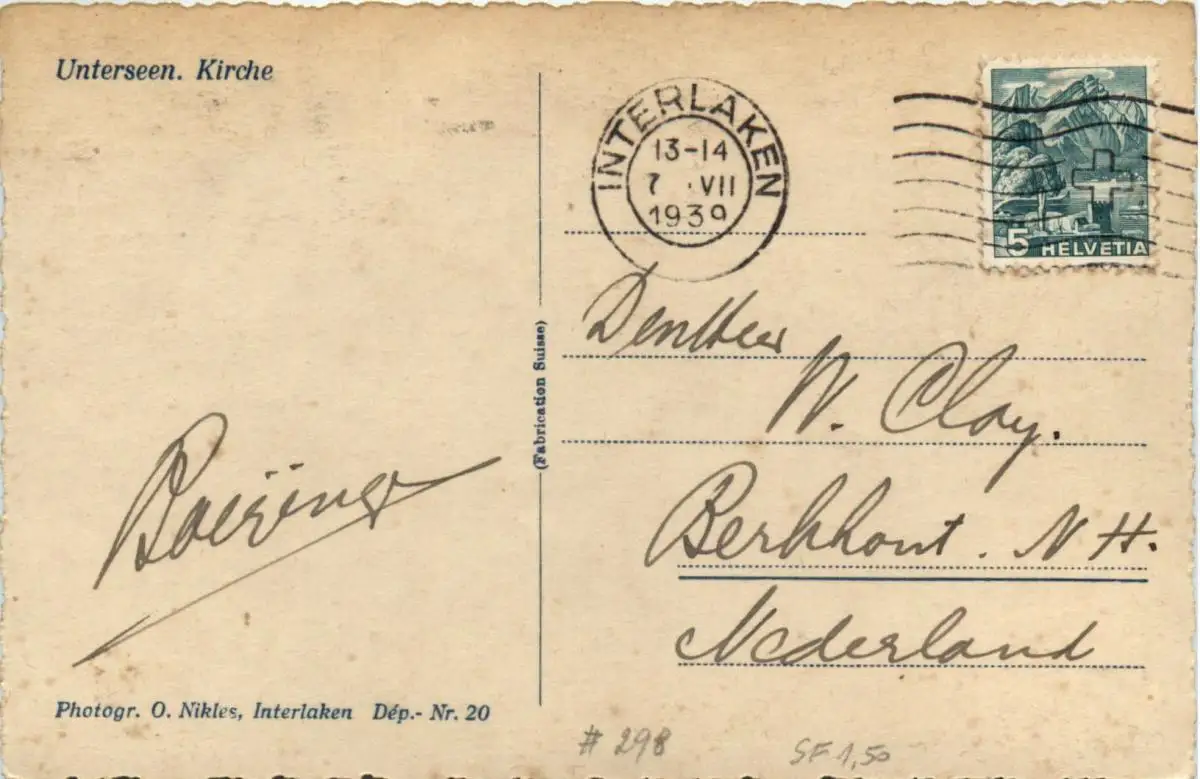 Unterseen. Kirche
INTERLAKEN
13-14
7 . VII
1939
5 HELVETIA
(Fabrication Suisse)
Den Heer
W. Clay.
Berkhout. N H.
Nederland
Photogr. O. Nikles, Interlaken Dép.- Nr. 20
# 298
SF 1,50